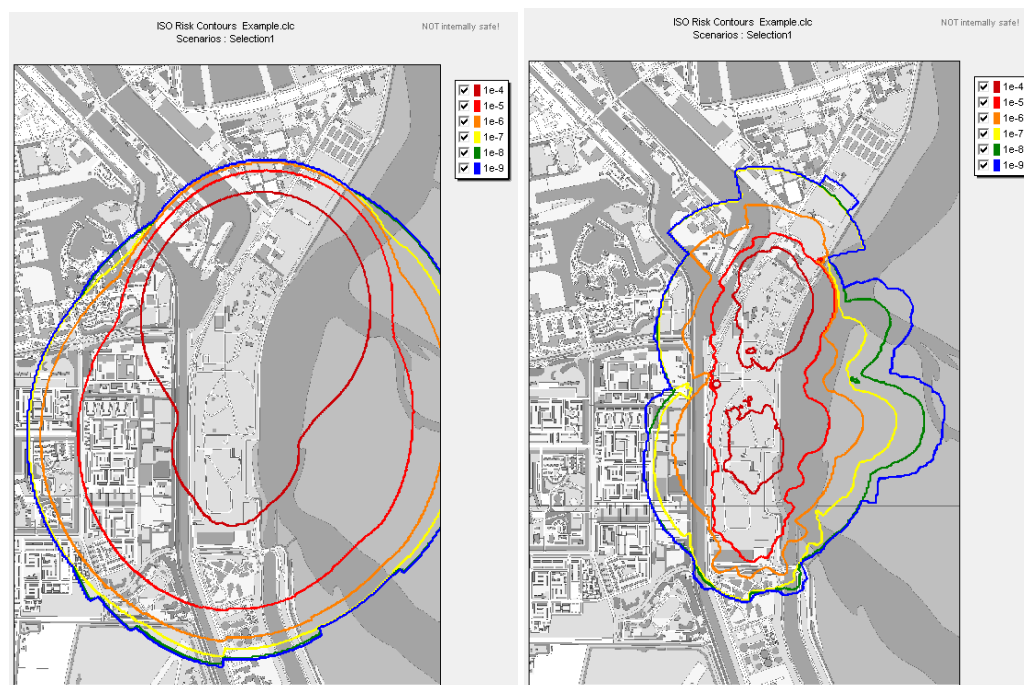 ISO Risk Contours Example.clc
Scenarios : Selection1
NOT internally safe!
1e-4
1e-5
1e-6
1e-7
1e-8
1e-9
ISO Risk Contours Example.clc
Scenarios : Selection1
NOT internally safe!
1e-4
1e-5
1e-6
1e-7
1e-8
1e-9